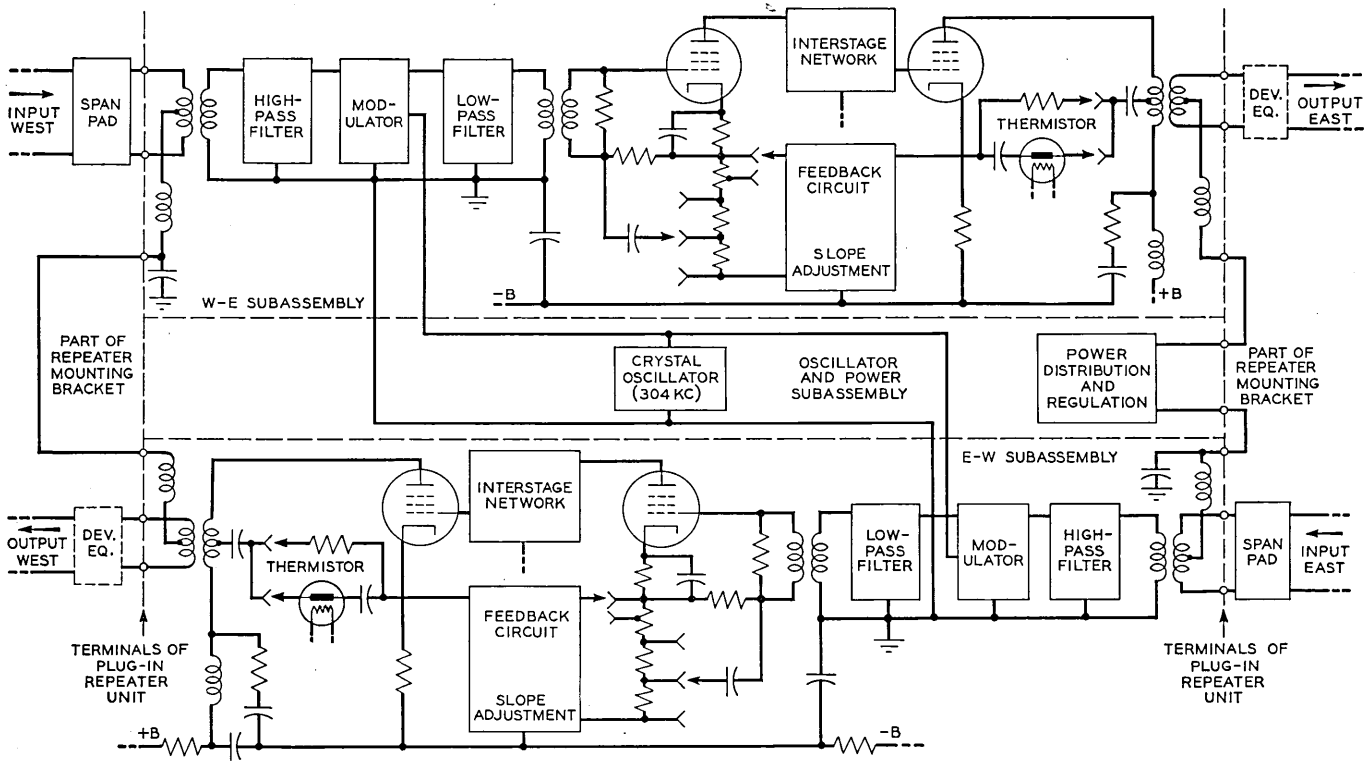 INTERSTAGE
NETWORK
INPUT
WEST
SPAN
PAD
HIGH-
PASS
FILTER
MOD-
ULATOR
LOW-
PASS
FILTER
THERMISTOR
DEV.
EQ.
OUTPUT
EAST
FEEDBACK
CIRCUIT
SLOPE
ADJUSTMENT
W-E SUBASSEMBLY
-B
+B
PART OF
REPEATER
MOUNTING
BRACKET
CRYSTAL
OSCILLATOR
(304 KC)
OSCILLATOR
AND POWER
SUBASSEMBLY
POWER
DISTRIBUTION
AND
REGULATION
PART OF
REPEATER
MOUNTING
BRACKET
E-W SUBASSEMBLY
INTERSTAGE
NETWORK
OUTPUT
WEST
DEV.
EQ.
THERMISTOR
LOW-
PASS
FILTER
MOD-
ULATOR
HIGH-
PASS
FILTER
SPAN
PAD
INPUT
EAST
FEEDBACK
CIRCUIT
SLOPE
ADJUSTMENT
TERMINALS OF
PLUG-IN
REPEATER
UNIT
TERMINALS OF
PLUG-IN
REPEATER
UNIT
+B
-B